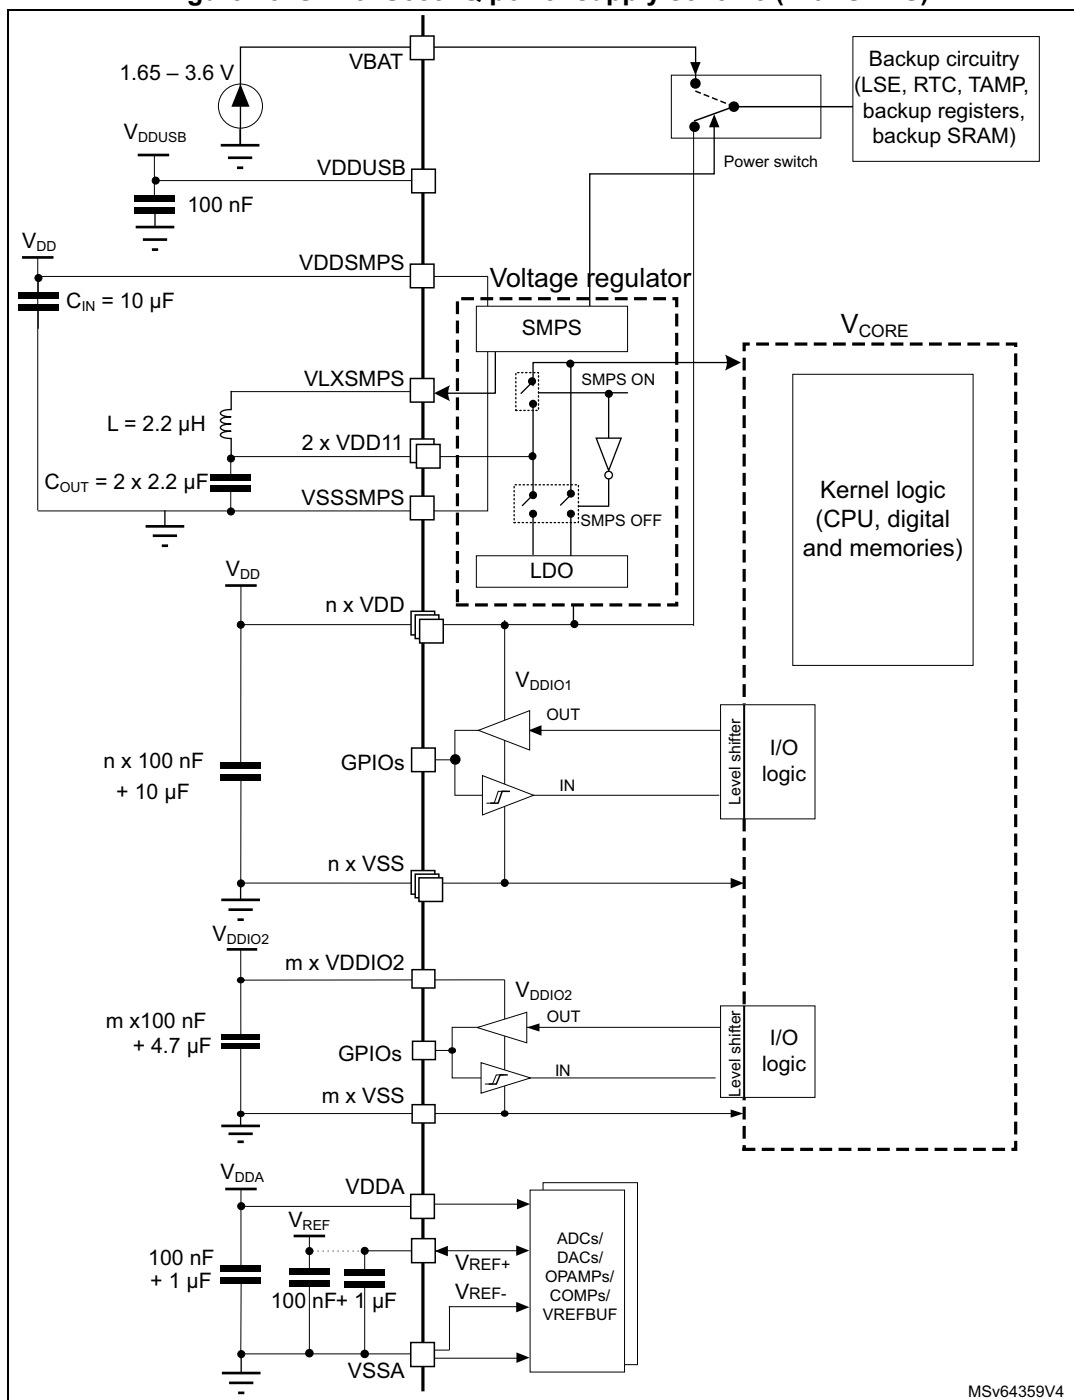 VBAT
1.65 – 3.6 V
Backup circuitry
(LSE, RTC, TAMP,
backup registers,
backup SRAM)
Power switch
VDDUSB
VDDUSB
100 nF
VDD
VDDSMPS
CIN = 10 µF
Voltage regulator
SMPS
VCORE
VLXSMPS
SMPS ON
L = 2.2 µH
2 x VDD11
COUT = 2 x 2.2 µF
VSSSMPS
SMPS OFF
LDO
Kernel logic
(CPU, digital
and memories)
VDD
n x VDD
VDDIO1
OUT
GPIOs
IN
Level shifter
I/O
logic
n x 100 nF
+ 10 µF
n x VSS
VDDIO2
m x VDDIO2
VDDIO2
OUT
m x100 nF
+ 4.7 µF
GPIOs
IN
Level shifter
I/O
logic
m x VSS
VDDA
VDDA
VREF
100 nF
+ 1 µF
100 nF+ 1 µF
VREF+
VREF-
ADCs/
DACs/
OPAMPs/
COMPs/
VREFBUF
VSSA
MSv64359V4